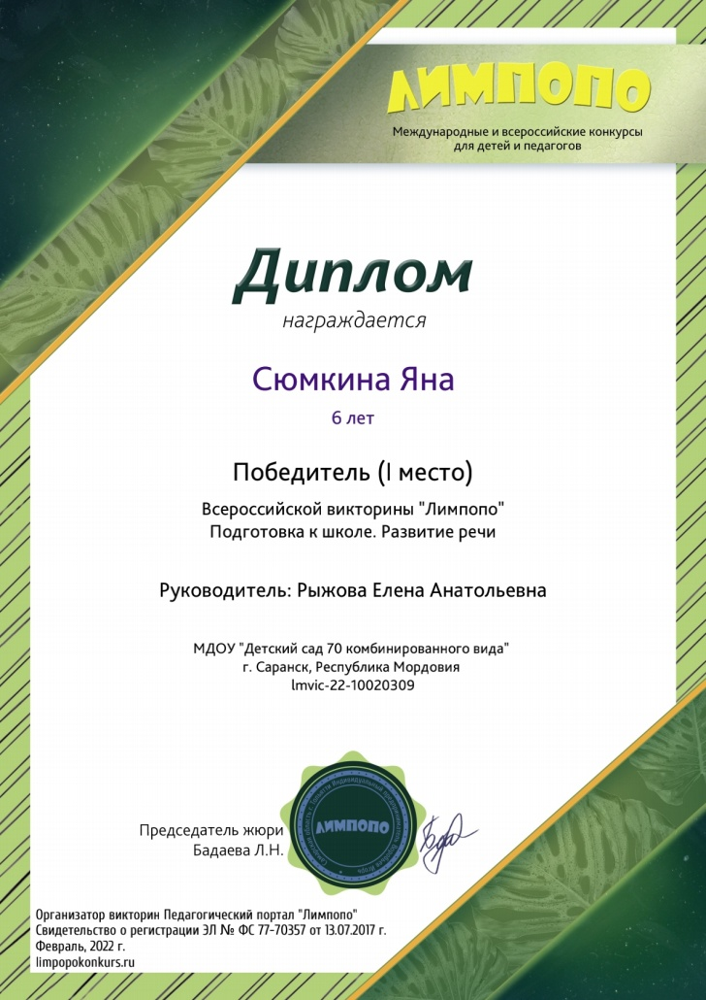 ЛИМПОПО
Международные и всероссийские конкурсы
для детей и педагогов
Диплом
награждается
Сюмкина Яна
6 лет
Победитель (I место)
Всероссийской викторины "Лимпопо"
Подготовка к школе. Развитие речи
Руководитель: Рыжова Елена Анатольевна
МДОУ "Детский сад 70 комбинированного вида"
г. Саранск, Республика Мордовия
lmvic-22-10020309
Председатель жюри
Бадаева Л.Н.
ЛИМПОПО
Организатор викторин Педагогический портал "Лимпопо"
Свидетельство о регистрации ЭЛ № ФС 77-70357 от 13.07.2017 г.
Февраль, 2022 г.
limpopokonkurs.ru